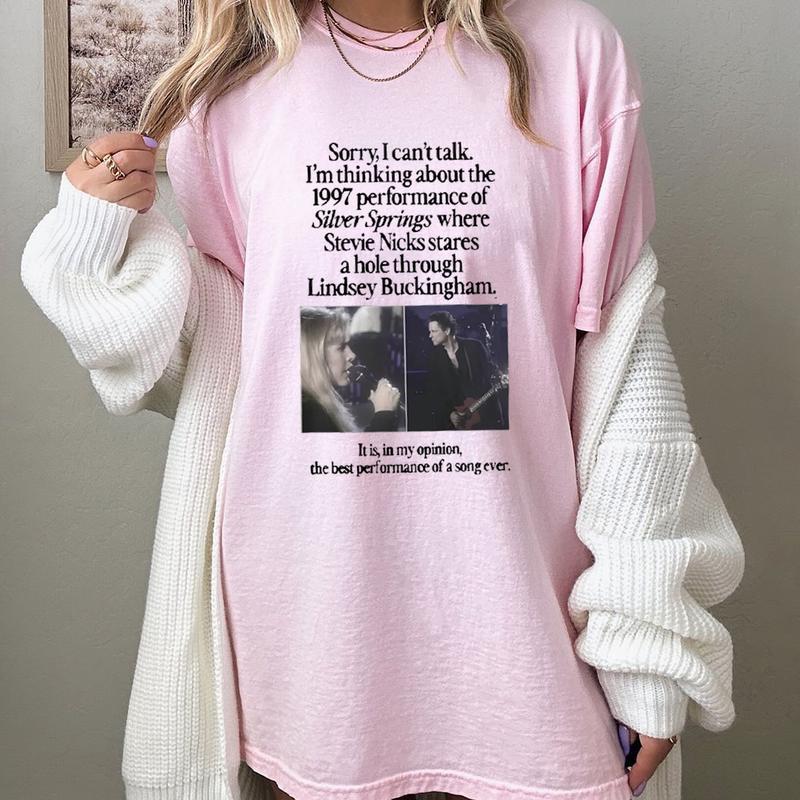 Sorry, I can't talk.
I'm thinking about the
1997 performance of
Silver Springs where
Stevie Nicks stares
a hole through
Lindsey Buckingham.
It is, in my opinion,
the best performance of a song ever.